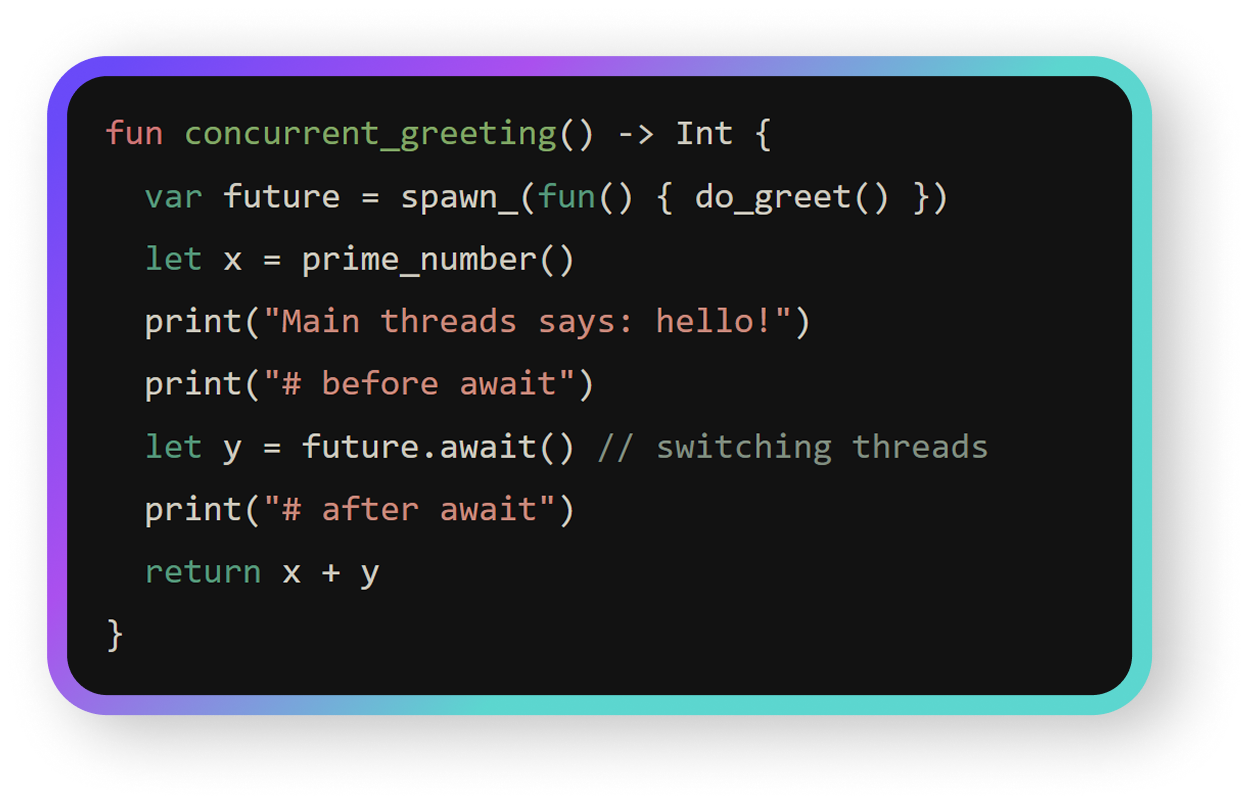 fun concurrent_greeting() -> Int {
  var future = spawn_(fun() { do_greet() })
  let x = prime_number()
  print("Main threads says: hello!")
  print("# before await")
  let y = future.await() // switching threads
  print("# after await")
  return x + y
}